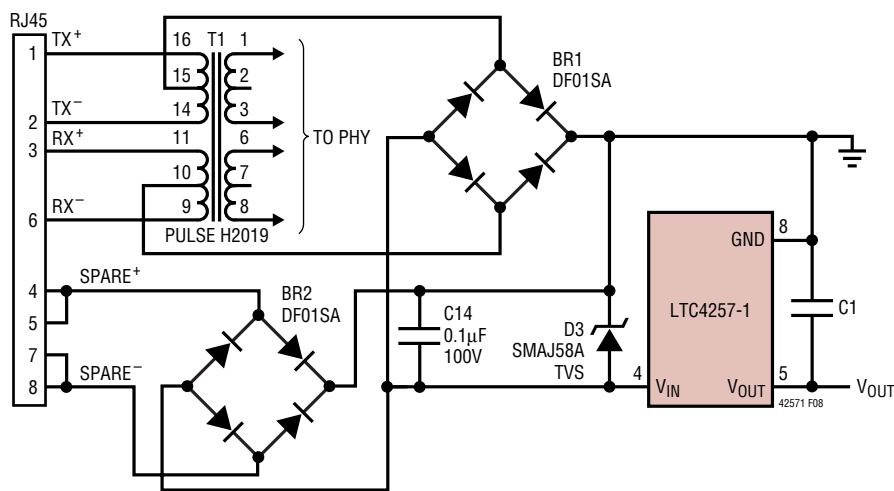 RJ45
1
TX+
16
T1
1
15
2
2
TX−
14
3
3
RX+
11
6
TO PHY
10
7
6
RX−
9
8
PULSE H2019
BR1
DF01SA
4
SPARE+
5
7
8
SPARE−
BR2
DF01SA
C14
0.1µF
100V
D3
SMAJ58A
TVS
GND
8
LTC4257-1
C1
4
VIN
VOUT
5
VOUT
42571 F08